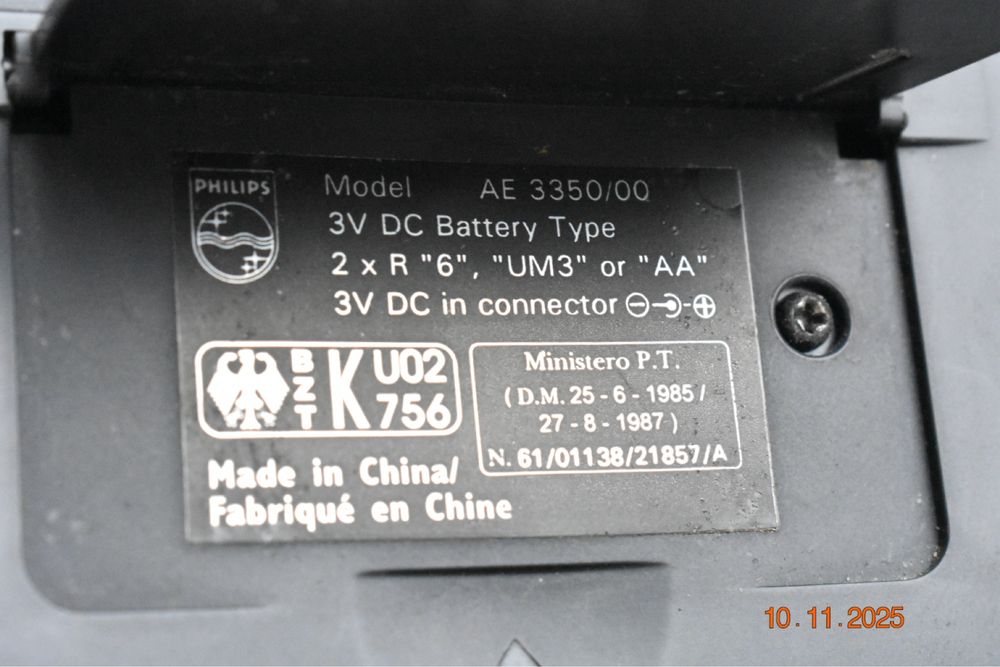 PHILIPS
Model AE 3350/00
3V DC Battery Type
2 x R "6", "UM3" or "AA"
3V DC in connector
BZT K U02 756
Ministero P.T.
(D.M. 25-6-1985/
27-8-1987)
N. 61/01138/21857/A
Made in China/
Fabriqué en Chine
10.11.2025